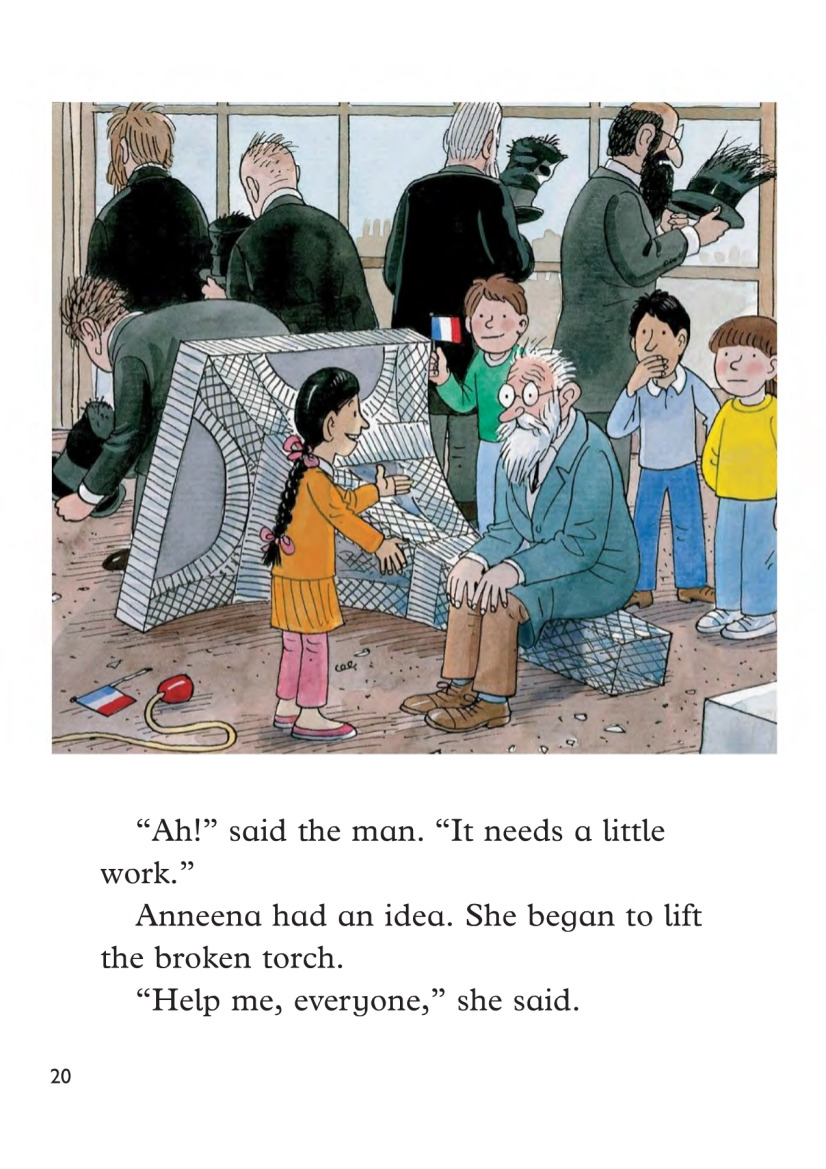 “Ah!” said the man. “It needs a little
work.”
Anneena had an idea. She began to lift
the broken torch.
“Help me, everyone,” she said.
20